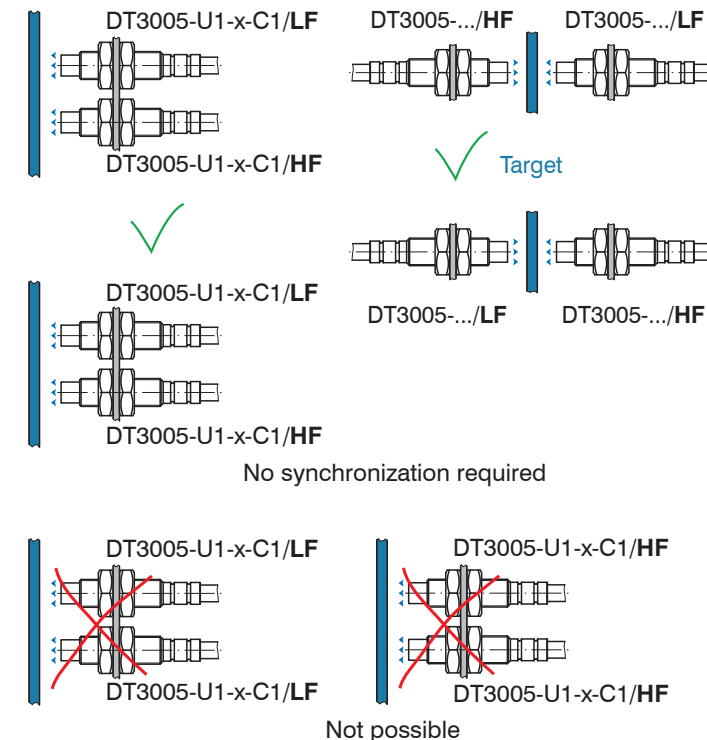 DT3005-U1-x-C1/LF
DT3005-.../HF
DT3005-.../LF
DT3005-U1-x-C1/HF
Target
DT3005-U1-x-C1/LF
DT3005-.../LF
DT3005-.../HF
DT3005-U1-x-C1/HF
No synchronization required
DT3005-U1-x-C1/LF
DT3005-U1-x-C1/HF
DT3005-U1-x-C1/LF
DT3005-U1-x-C1/HF
Not possible